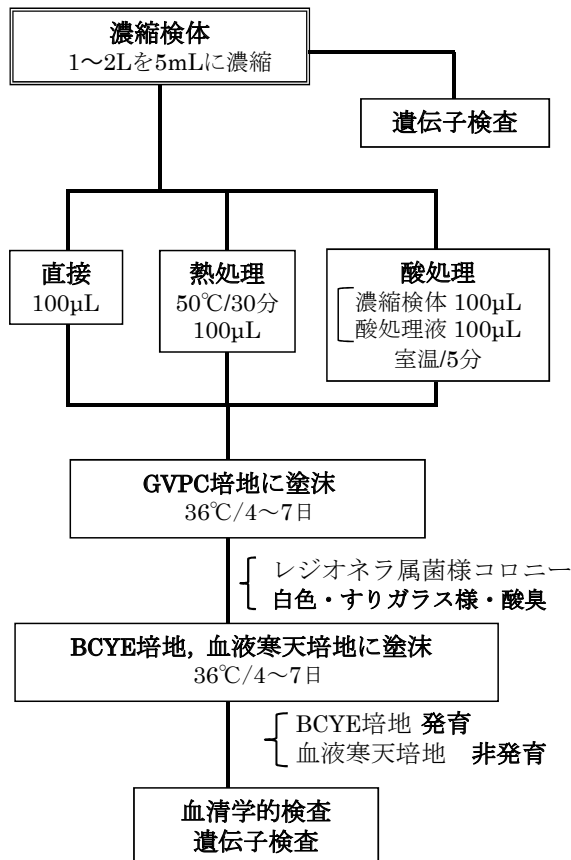 濃縮検体
1～2Lを5mLに濃縮
遺伝子検査
直接
100µL
熱処理
50℃/30分
100µL
酸処理
濃縮検体 100µL
酸処理液 100µL
室温/5分
GVPC培地に塗沫
36℃/4～7日
レジオネラ属菌様コロニー
白色・すりガラス様・酸臭
BCYE培地, 血液寒天培地に塗沫
36℃/4～7日
BCYE培地 発育
血液寒天培地　非発育
血清学的検査
遺伝子検査